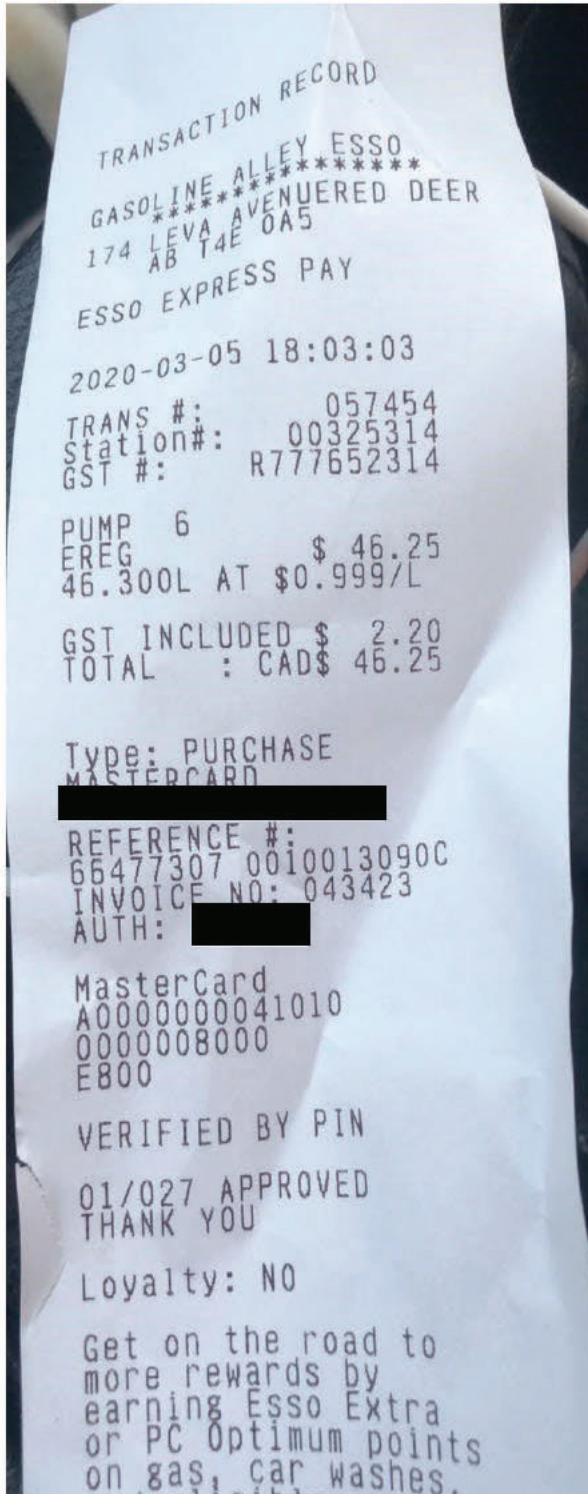 TRANSACTION RECORD
GASOLINE ALLEY ESSO
*****************
174 LEVA AVENUERED DEER
AB T4E 0A5
ESSO EXPRESS PAY
2020-03-05 18:03:03
TRANS #: 057454
Station#: 00325314
GST #: R777652314
PUMP 6
EREG $ 46.25
46.300L AT $0.999/L
GST INCLUDED $ 2.20
TOTAL : CAD$ 46.25
Type: PURCHASE
MASTERCARD
REFERENCE #:
66477307 0010013090C
INVOICE NO: 043423
AUTH:
MasterCard
A0000000041010
0000008000
E800
VERIFIED BY PIN
01/027 APPROVED
THANK YOU
Loyalty: NO
Get on the road to
more rewards by
earning Esso Extra
or PC Optimum points
on gas, car washes,